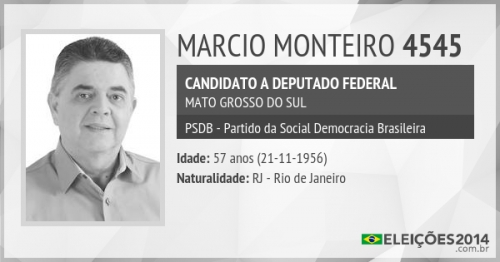 MARCIO MONTEIRO 4545
CANDIDATO A DEPUTADO FEDERAL
MATO GROSSO DO SUL
PSDB - Partido da Social Democracia Brasileira
Idade: 57 anos (21-11-1956)
Naturalidade: RJ - Rio de Janeiro
ELEIÇÕES2014
.com.br